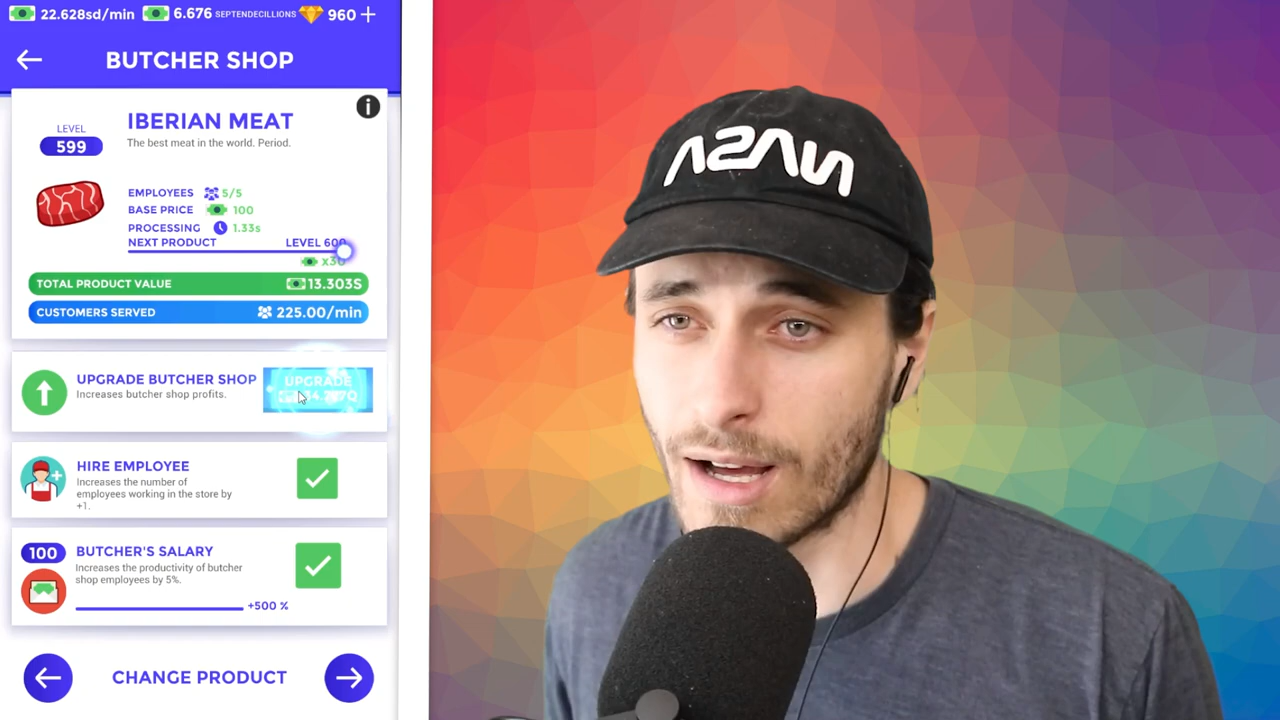 22.628sd/min 6.676 SEPTENDECILLIONS 960 +
BUTCHER SHOP
IBERIAN MEAT
LEVEL
599
The best meat in the world. Period.
EMPLOYEES 5/5
BASE PRICE 100
PROCESSING 1.33s
NEXT PRODUCT LEVEL 600
x30
TOTAL PRODUCT VALUE 13.303S
CUSTOMERS SERVED 225.00/min
UPGRADE BUTCHER SHOP
Increases butcher shop profits.
UPGRADE
HIRE EMPLOYEE
Increases the number of
employees working in the store by
+1.
100 BUTCHER'S SALARY
Increases the productivity of butcher
shop employees by 5%.
+500 %
CHANGE PRODUCT